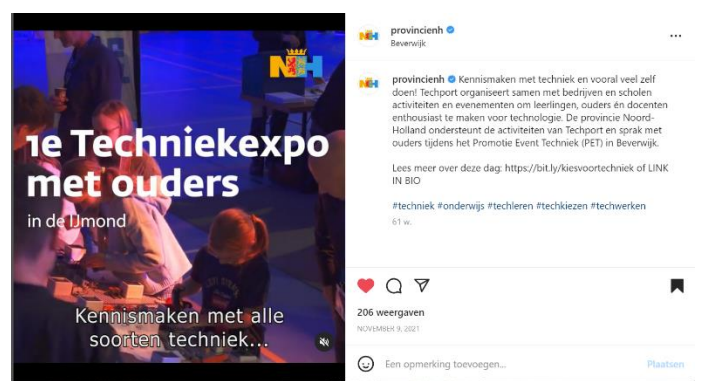 NH
1e Techniekexpo
met ouders
in de IJmond
Kennismaken met alle
soorten techniek...
provincienh
Beverwijk
provincienh Kennismaken met techniek en vooral veel zelf
doen! Techport organiseert samen met bedrijven en scholen
activiteiten en evenementen om leerlingen, ouders én docenten
enthousiast te maken voor technologie. De provincie Noord-
Holland ondersteunt de activiteiten van Techport en sprak met
ouders tijdens het Promotie Event Techniek (PET) in Beverwijk.
Lees meer over deze dag: https://bit.ly/kiesvoortechniek of LINK
IN BIO
#techniek #onderwijs #techleren #techkiezen #techwerken
61 w.
206 weergaven
NOVEMBER 9, 2021
Een opmerking toevoegen...
Plaatsen